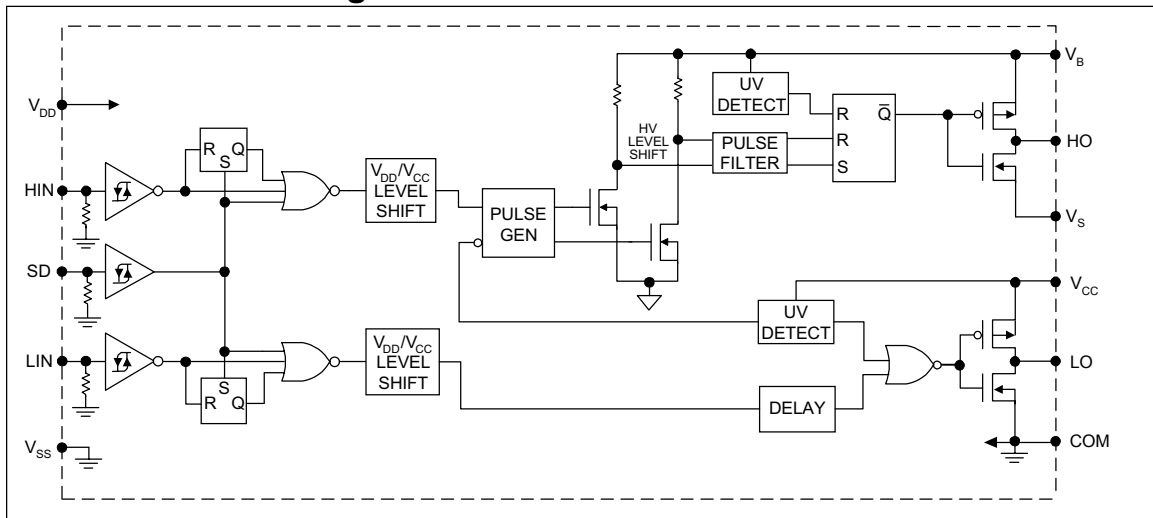 g
V_B
UV
DETECT
V_DD
R
Q̅
HV
LEVEL
SHIFT
R
PULSE
FILTER
S
HO
R Q
S
HIN
V_DD/V_CC
LEVEL
SHIFT
PULSE
GEN
V_S
SD
V_CC
UV
DETECT
LIN
V_DD/V_CC
LEVEL
SHIFT
LO
S
R Q
DELAY
V_SS
COM